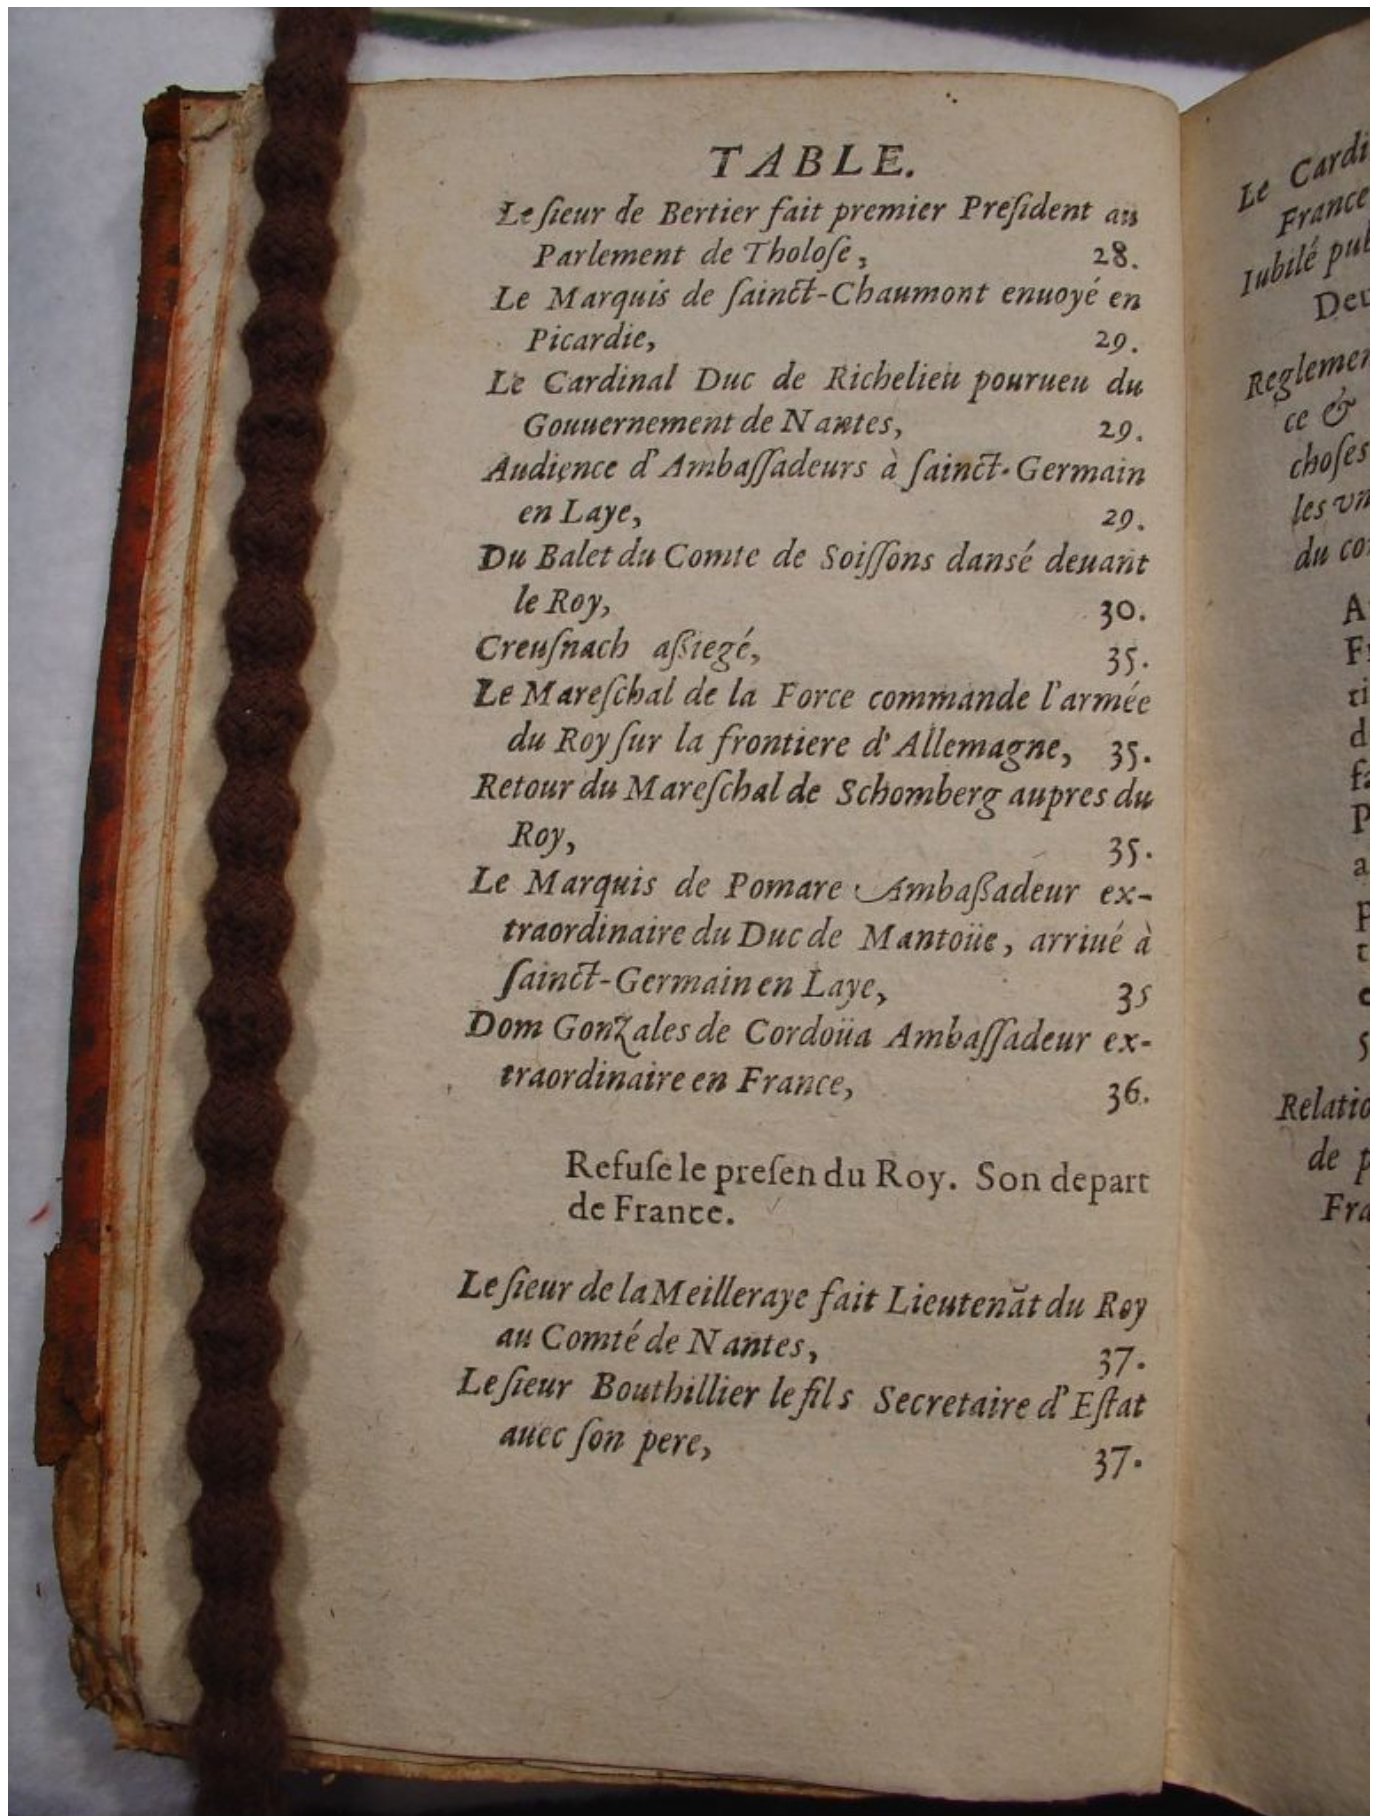 TABLE.
Le ſieur de Bertier fait premier Preſident au
Parlement de Tholoſe, 28.
Le Marquis de ſainct-Chaumont enuoyé en
Picardie, 29.
Le Cardinal Duc de Richelieu pourueu du
Gouuernement de Nantes, 29.
Audience d'Ambaſſadeurs à ſainct-Germain
en Laye, 29.
Du Balet du Comte de Soiſſons dansé deuant
le Roy, 30.
Creuſnach aßiegé, 35.
Le Mareſchal de la Force commande l'armée
du Roy ſur la frontiere d'Allemagne, 35.
Retour du Mareſchal de Schomberg aupres du
Roy, 35.
Le Marquis de Pomare Ambaßadeur ex-
traordinaire du Duc de Mantoüe, arriué à
ſainct-Germain en Laye, 35
Dom Gonzales de Cordoüa Ambaſſadeur ex-
traordinaire en France, 36.
Refuſe le preſen du Roy. Son depart
de France.
Le ſieur de la Meilleraye fait Lieutenãt du Roy
au Comté de Nantes, 37.
Le ſieur Bouthillier le fils Secretaire d'Eſtat
auec ſon pere, 37.
Le Cardi
France
Iubilé pub
Deu
Reglemen
ce &
choſes
les vn
du co
A
F
ti
d
fa
P
a
P
t
e
s
Relatio
de p
Fra